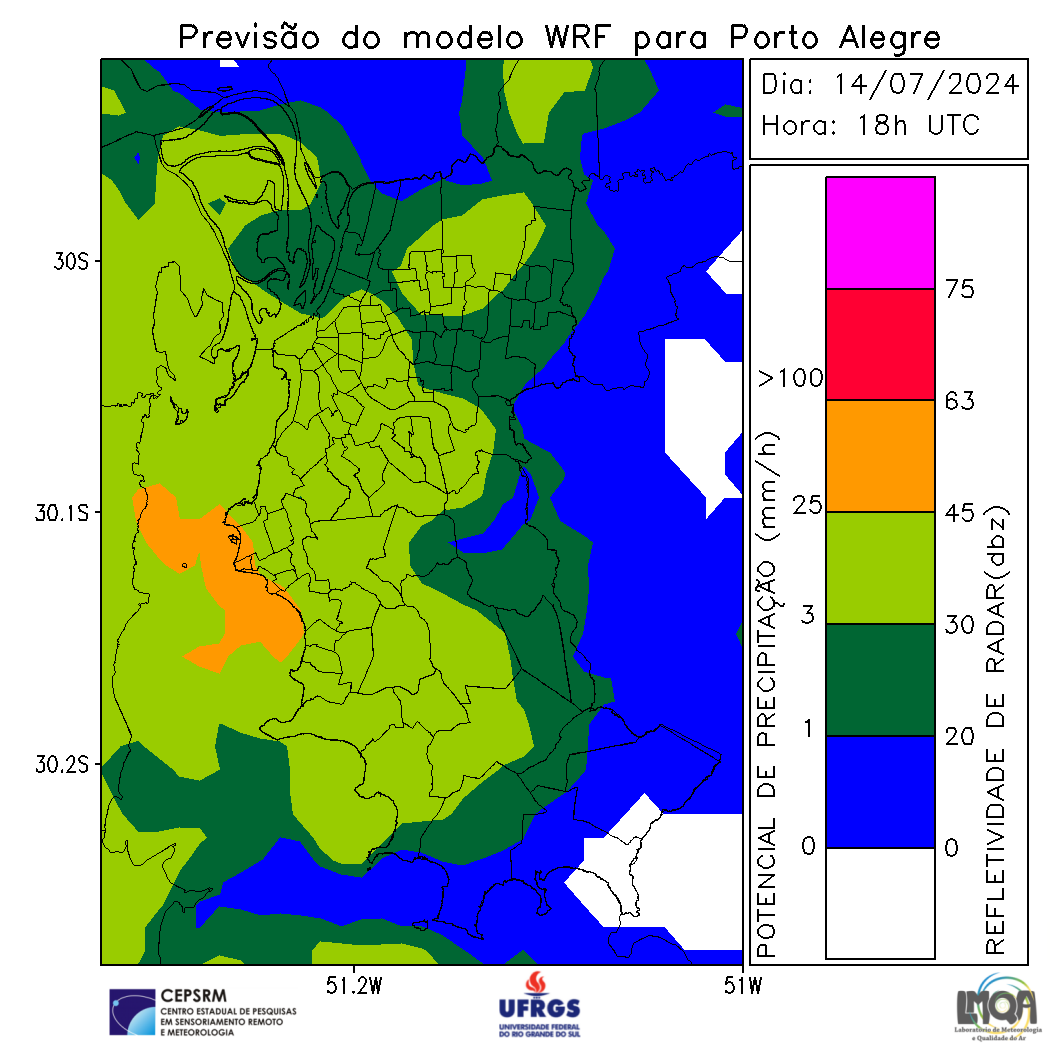 Previsão do modelo WRF para Porto Alegre
Dia: 14/07/2024
Hora: 18h UTC
30S
30.1S
30.2S
51.2W
51W
POTENCIAL DE PRECIPITAÇÃO (mm/h)
>100
25
3
1
0
75
63
45
30
20
0
REFLETIVIDADE DE RADAR(dbz)
CEPSRM
CENTRO ESTADUAL DE PESQUISAS
EM SENSORIAMENTO REMOTO
E METEOROLOGIA
UFRGS
UNIVERSIDADE FEDERAL
DO RIO GRANDE DO SUL
LMQA
Laboratório de Meteorologia
e Qualidade do Ar